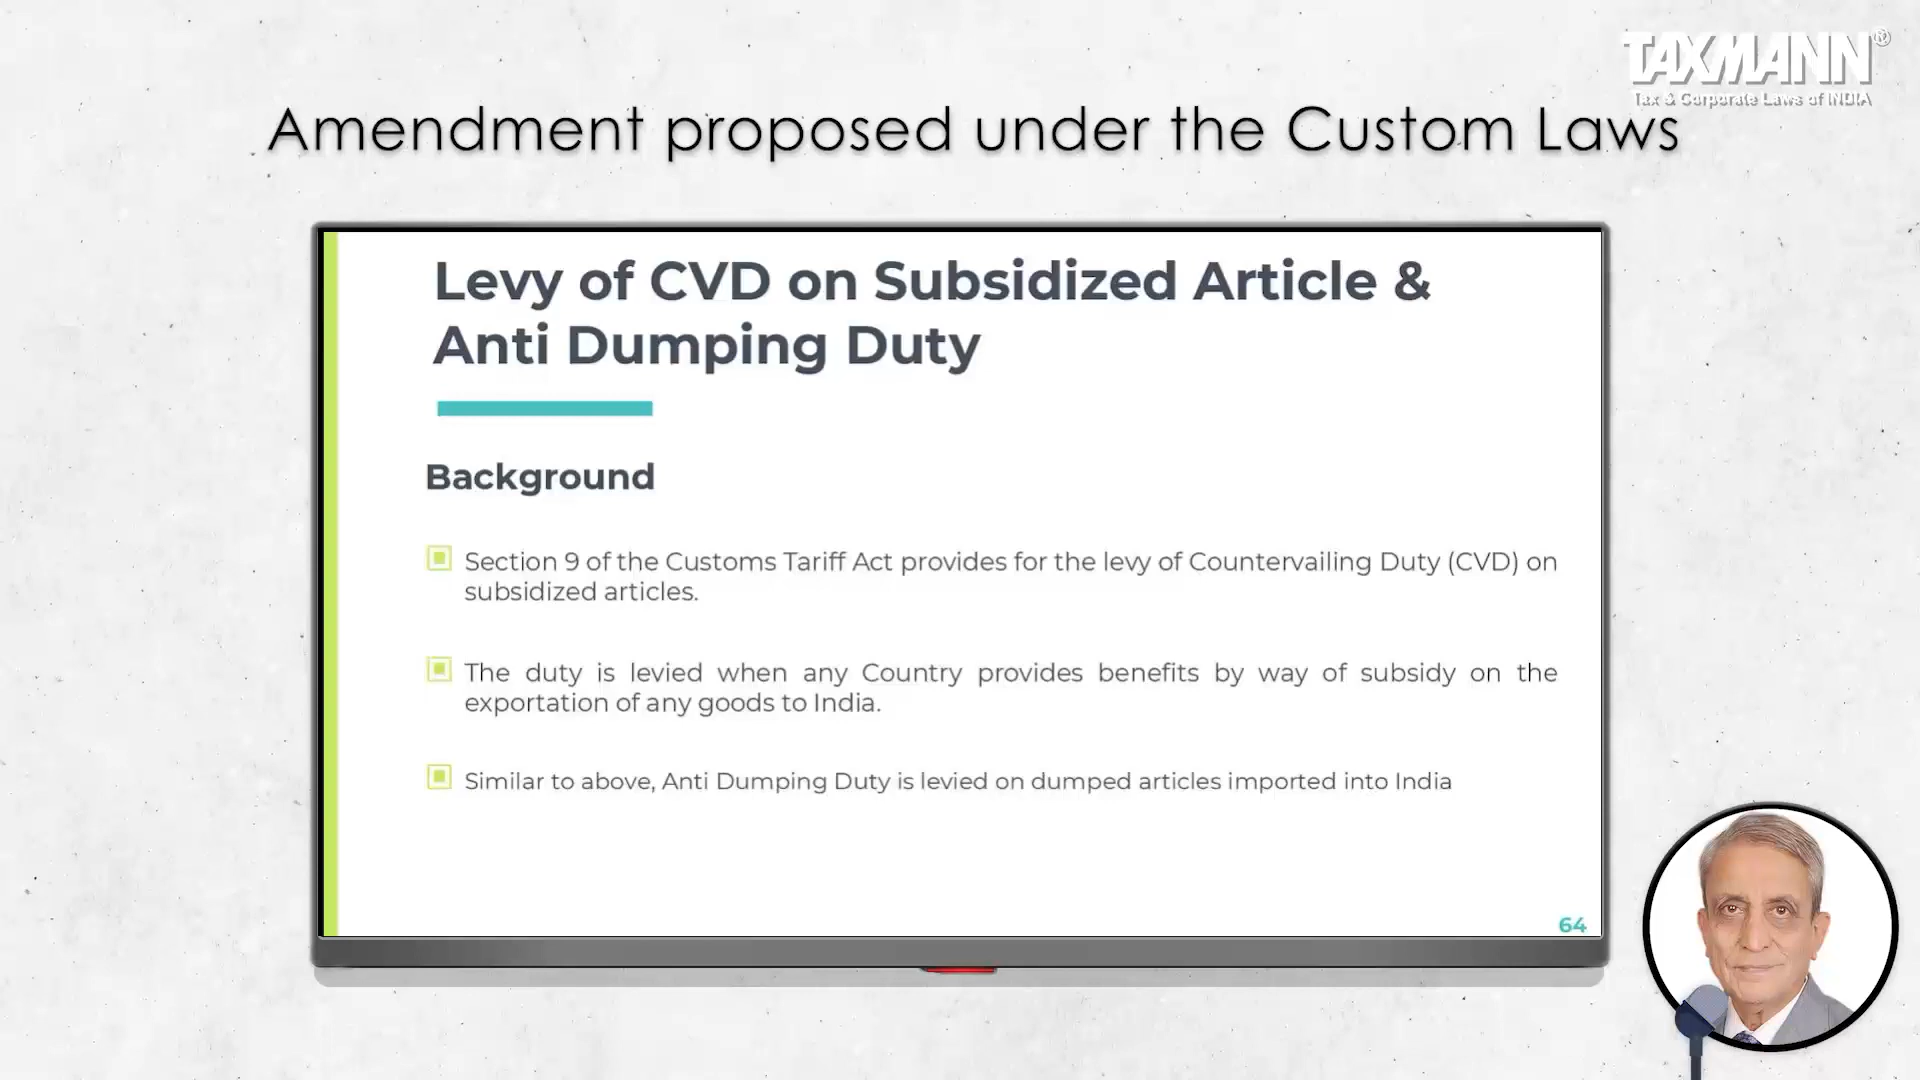 TAXMANN®
Tax & Corporate Laws of INDIA
Amendment proposed under the Custom Laws
Levy of CVD on Subsidized Article &
Anti Dumping Duty
Background
Section 9 of the Customs Tariff Act provides for the levy of Countervailing Duty (CVD) on
subsidized articles.
The duty is levied when any Country provides benefits by way of subsidy on the
exportation of any goods to India.
Similar to above, Anti Dumping Duty is levied on dumped articles imported into India
64